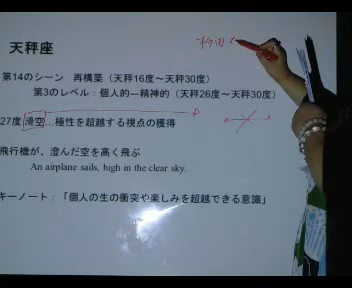 天秤座
第14のシーン 再構築（天秤16度～天秤30度）
第3のレベル：個人的―精神的（天秤26度～天秤30度）
27度 滑空…極性を超越する視点の獲得
飛行機が、澄んだ空を高く飛ぶ
An airplane sails, high in the clear sky.
キーノート：「個人の生の衝突や楽しみを超越できる意識」